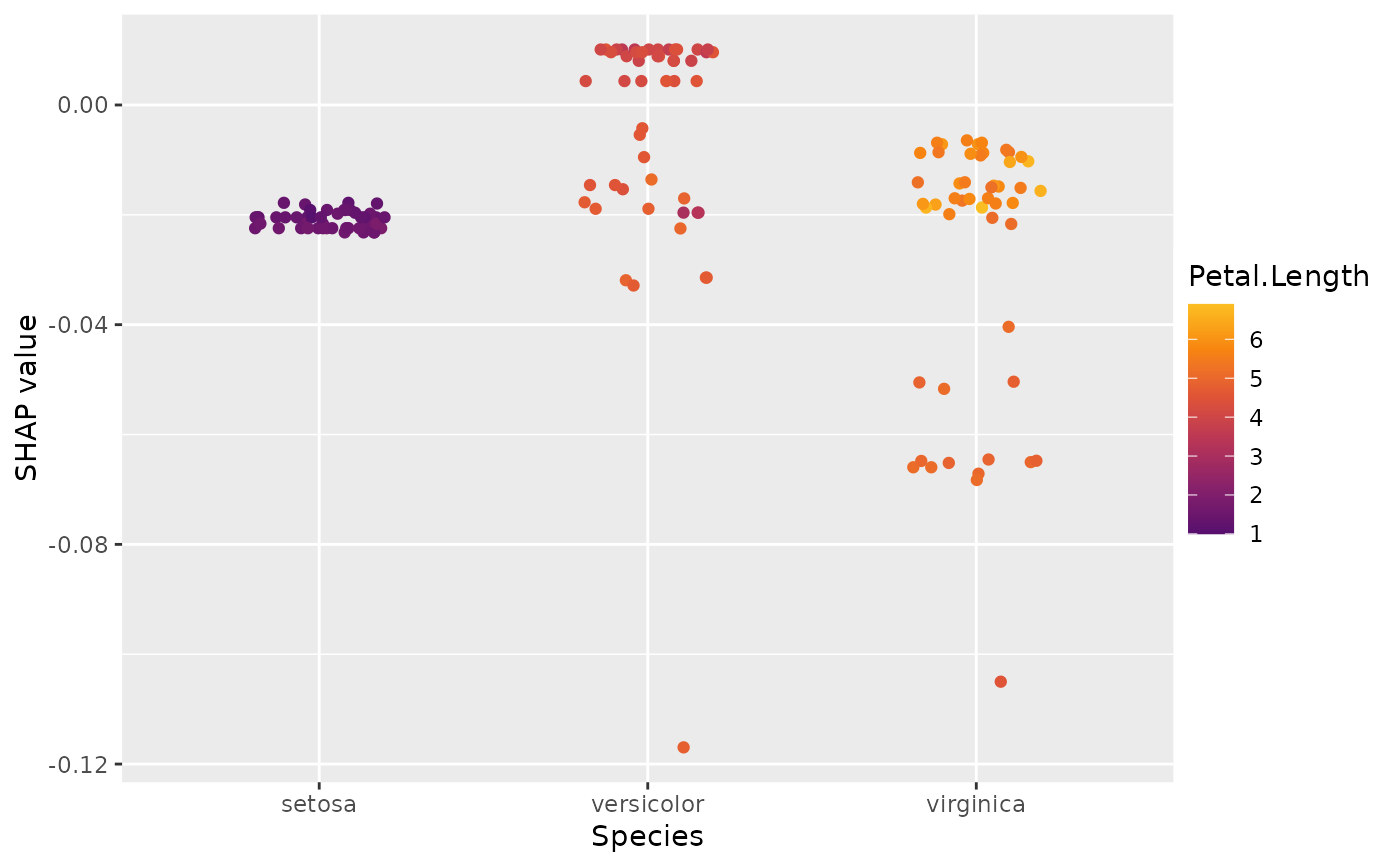 0.00
-0.04
-0.08
-0.12
SHAP value
setosa
versicolor
virginica
Species
Petal.Length
6
5
4
3
2
1